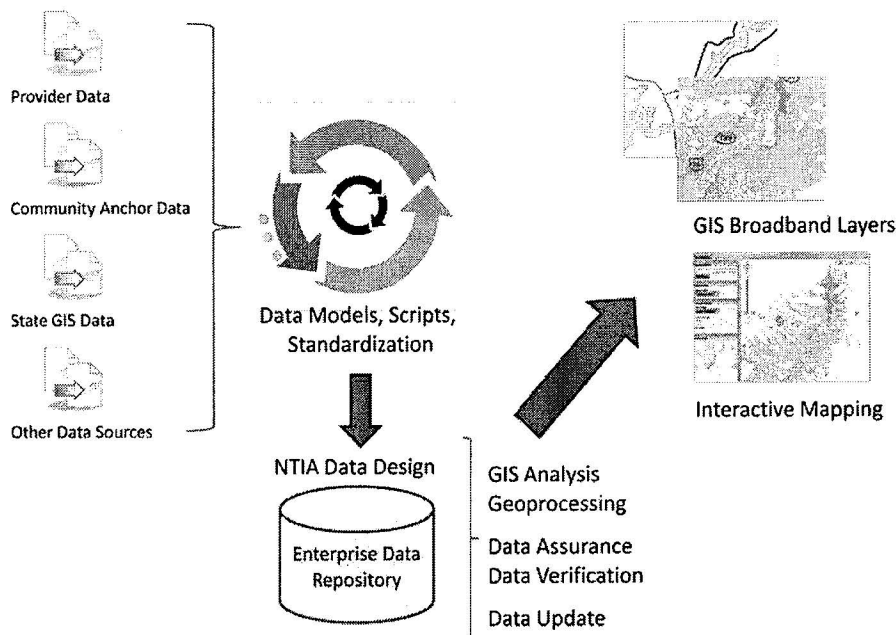 Provider Data
Community Anchor Data
State GIS Data
Other Data Sources
Data Models, Scripts,
Standardization
NTIA Data Design
Enterprise Data
Repository
GIS Analysis
Geoprocessing
Data Assurance
Data Verification
Data Update
GIS Broadband Layers
Interactive Mapping